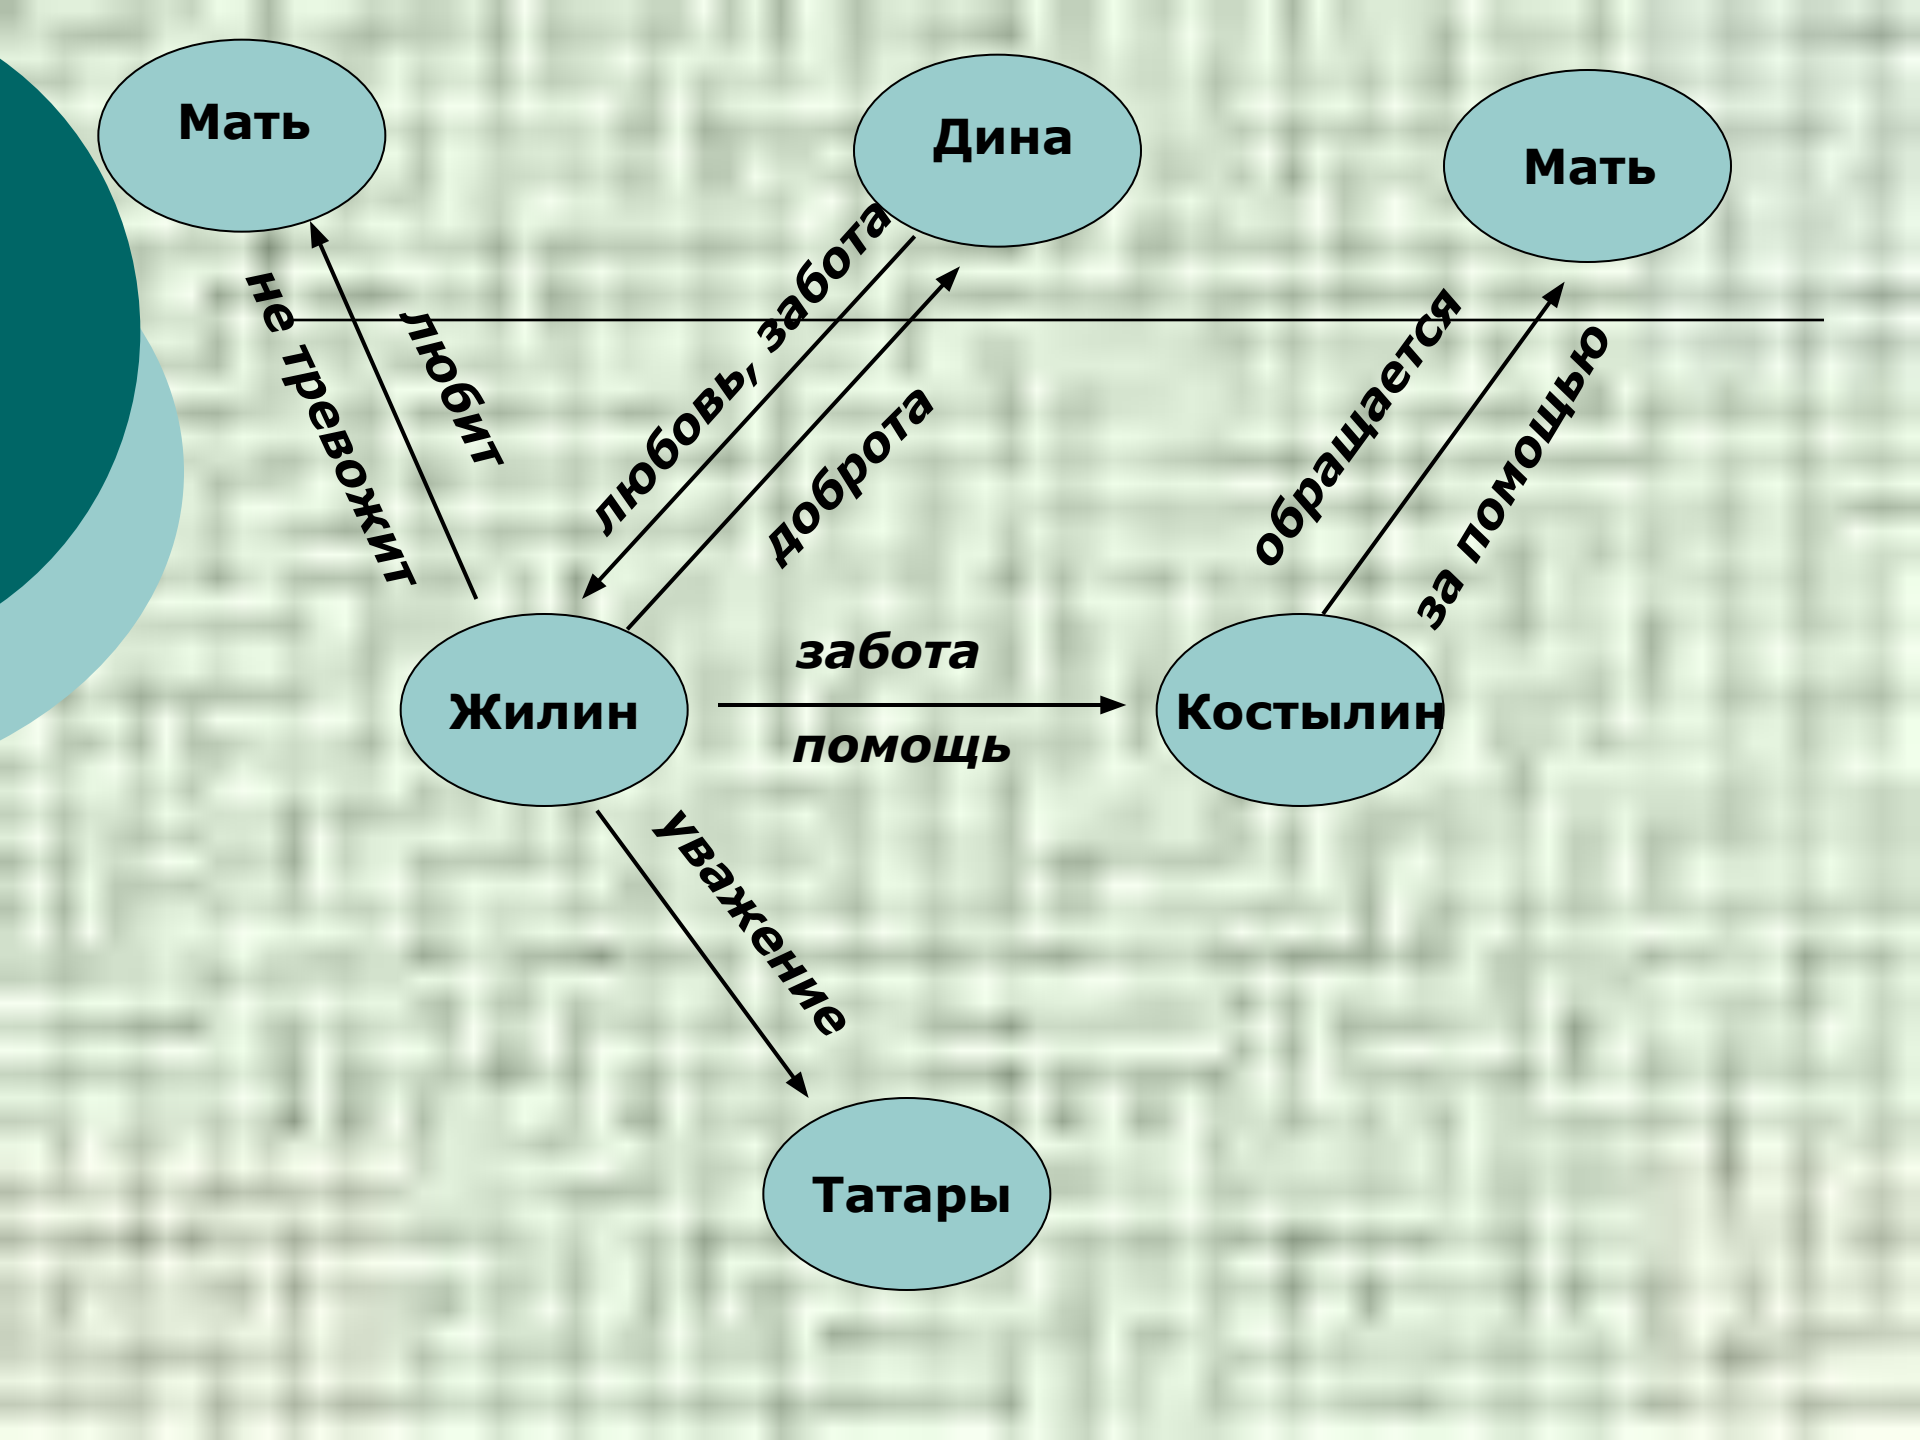 Мать
Дина
Мать
не тревожит
любит
любовь, забота
доброта
обращается
за помощью
Жилин
забота
помощь
Костылин
уважение
Татары